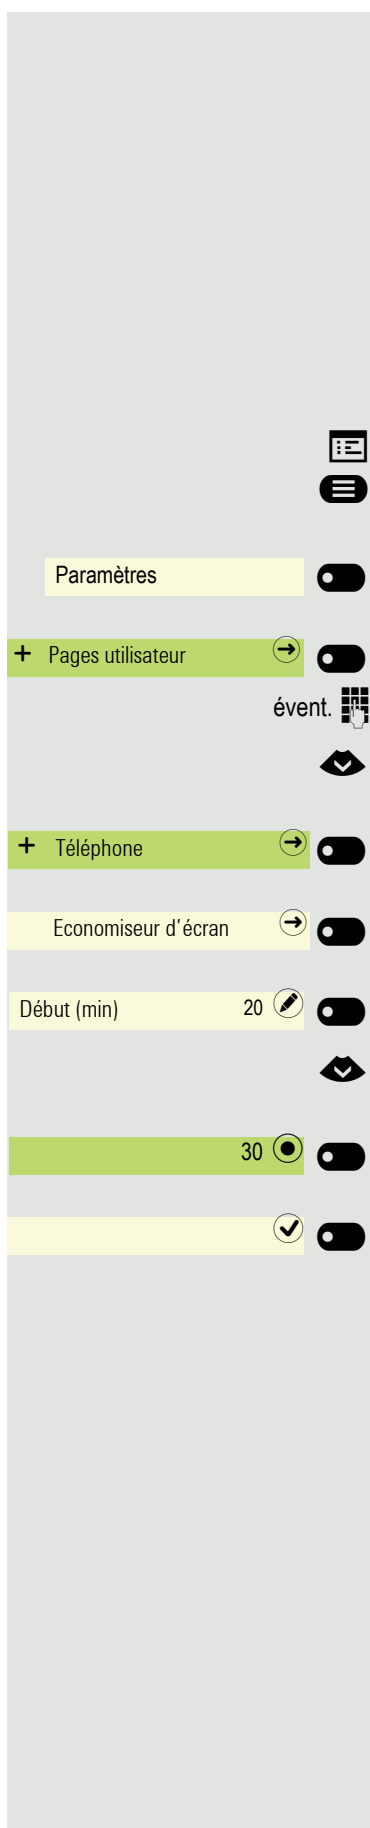 Paramètres
+ Pages utilisateur
évent.
+ Téléphone
Economiseur d'écran
Début (min) 20
30